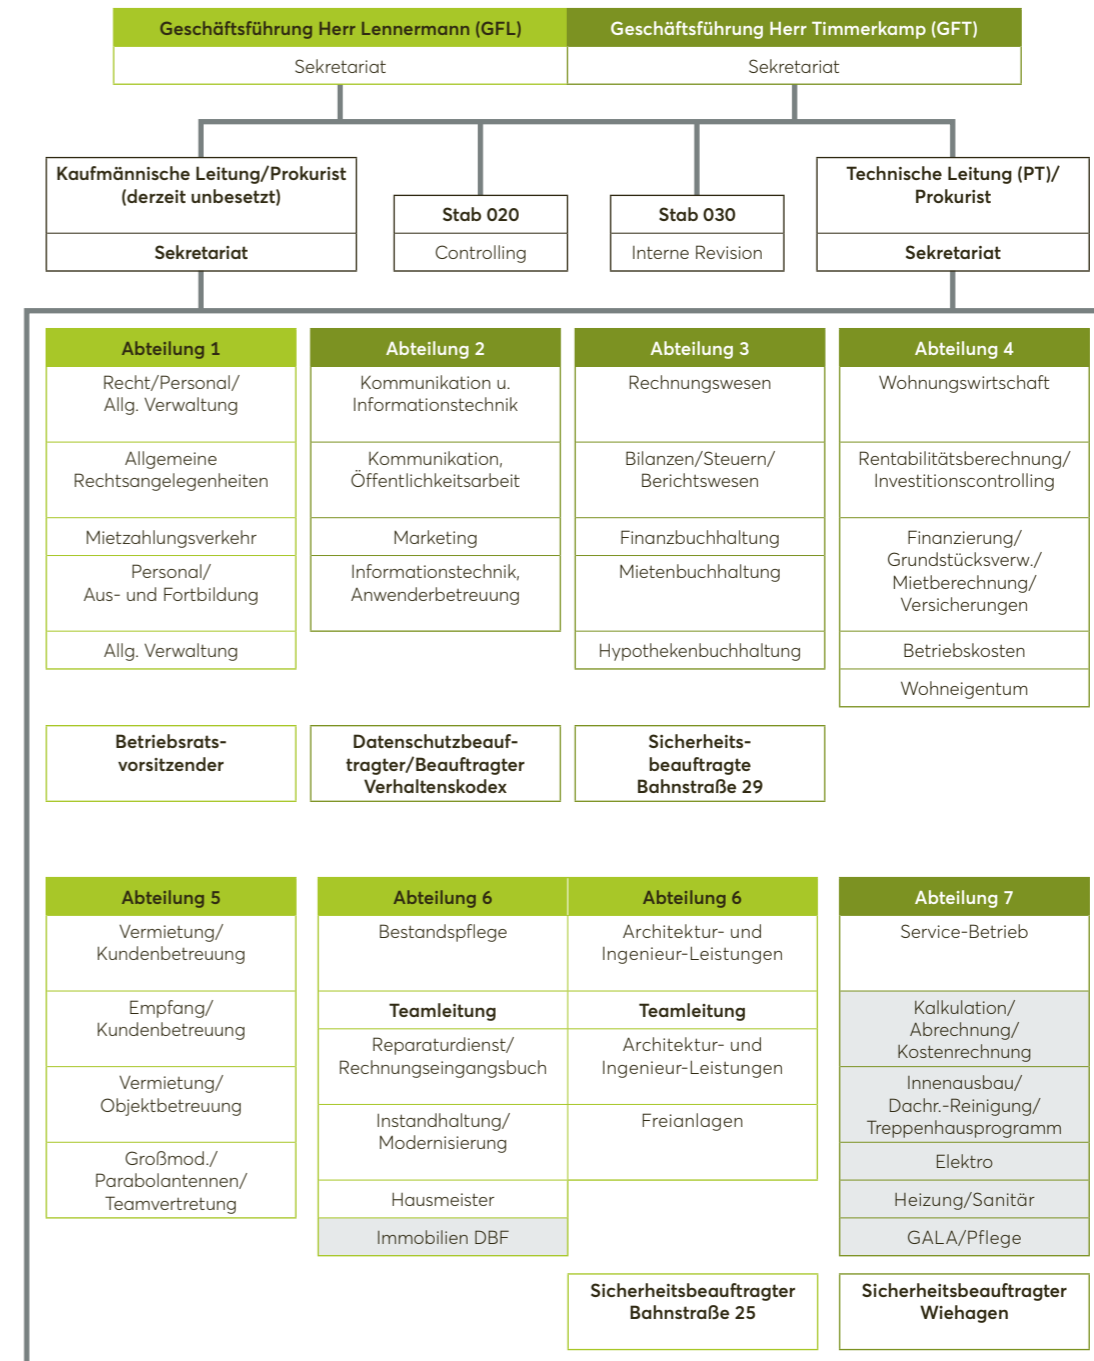 Geschäftsführung Herr Lennermann (GFL)
Geschäftsführung Herr Timmerkamp (GFT)
Sekretariat
Sekretariat
Kaufmännische Leitung/Prokurist
(derzeit unbesetzt)
Sekretariat
Stab 020
Controlling
Stab 030
Interne Revision
Technische Leitung (PT)/
Prokurist
Sekretariat
Abteilung 1
Recht/Personal/
Allg. Verwaltung
Allgemeine
Rechtsangelegenheiten
Mietzahlungsverkehr
Personal/
Aus- und Fortbildung
Allg. Verwaltung
Abteilung 2
Kommunikation u.
Informationstechnik
Kommunikation,
Öffentlichkeitsarbeit
Marketing
Informationstechnik,
Anwenderbetreuung
Abteilung 3
Rechnungswesen
Bilanzen/Steuern/
Berichtswesen
Finanzbuchhaltung
Mietenbuchhaltung
Hypothekenbuchhaltung
Abteilung 4
Wohnungswirtschaft
Rentabilitätsberechnung/
Investitionscontrolling
Finanzierung/
Grundstücksverw./
Mietberechnung/
Versicherungen
Betriebskosten
Wohneigentum
Betriebsrats-
vorsitzender
Datenschutzbeauf-
tragter/Beauftragter
Verhaltenskodex
Sicherheits-
beauftragte
Bahnstraße 29
Abteilung 5
Vermietung/
Kundenbetreuung
Empfang/
Kundenbetreuung
Vermietung/
Objektbetreuung
Großmod./
Parabolantennen/
Teamvertretung
Abteilung 6
Bestandspflege
Teamleitung
Reparaturdienst/
Rechnungseingangsbuch
Instandhaltung/
Modernisierung
Hausmeister
Immobilien DBF
Abteilung 6
Architektur- und
Ingenieur-Leistungen
Teamleitung
Architektur- und
Ingenieur-Leistungen
Freianlagen
Abteilung 7
Service-Betrieb
Kalkulation/
Abrechnung/
Kostenrechnung
Innenausbau/
Dachr.-Reinigung/
Treppenhausprogramm
Elektro
Heizung/Sanitär
GALA/Pflege
Sicherheitsbeauftragter
Bahnstraße 25
Sicherheitsbeauftragter
Wiehagen